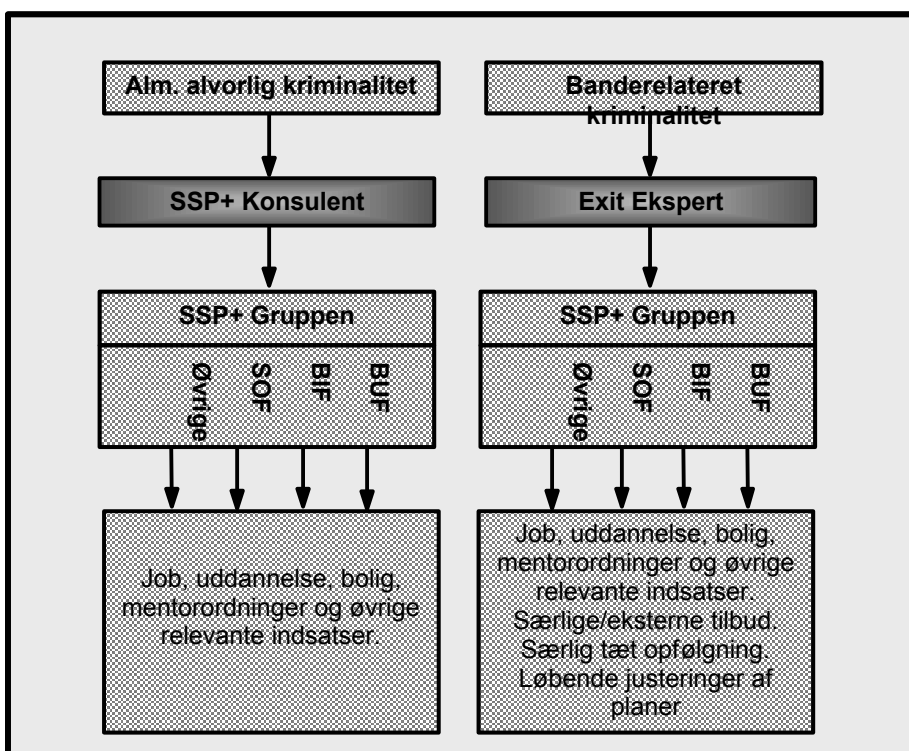 Alm. alvorlig kriminalitet
SSP+ Konsulent
SSP+ Gruppen
Øvrige
SOF
BIF
BUF
Job, uddannelse, bolig,
mentorordninger og øvrige
relevante indsatser.
Banderelateret
kriminalitet
Exit Ekspert
SSP+ Gruppen
Øvrige
SOF
BIF
BUF
Job, uddannelse, bolig,
mentorordninger og øvrige
relevante indsatser.
Særlige/eksterne tilbud.
Særlig tæt opfølgning.
Løbende justeringer af
planer